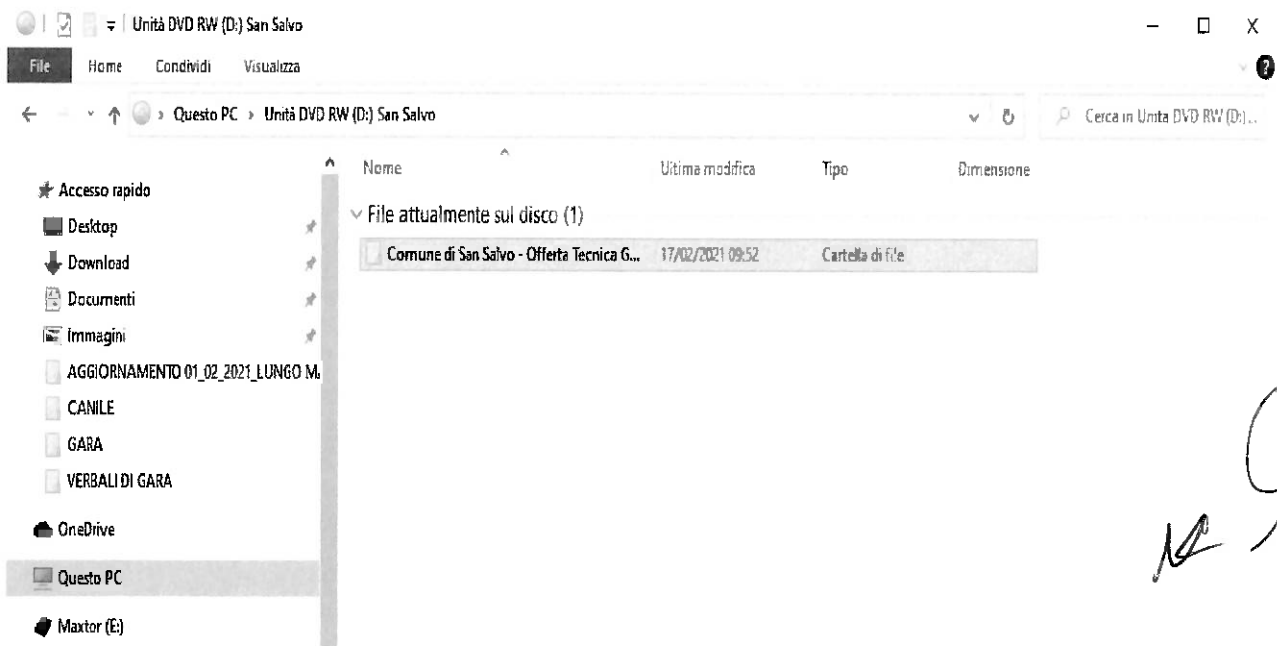 Unità DVD RW (D:) San Salvo
File Home Condividi Visualizza
Questo PC > Unità DVD RW (D:) San Salvo
Cerca in Unità DVD RW (D:)...
Nome Ultima modifica Tipo Dimensione
Accesso rapido
File attualmente sul disco (1)
Desktop
Comune di San Salvo - Offerta Tecnica G... 17/02/2021 09:52 Cartella di file
Download
Documenti
Immagini
AGGIORNAMENTO 01_02_2021_LUNGO M
CANILE
GARA
VERBALI DI GARA
OneDrive
Questo PC
Maxtor (E:)